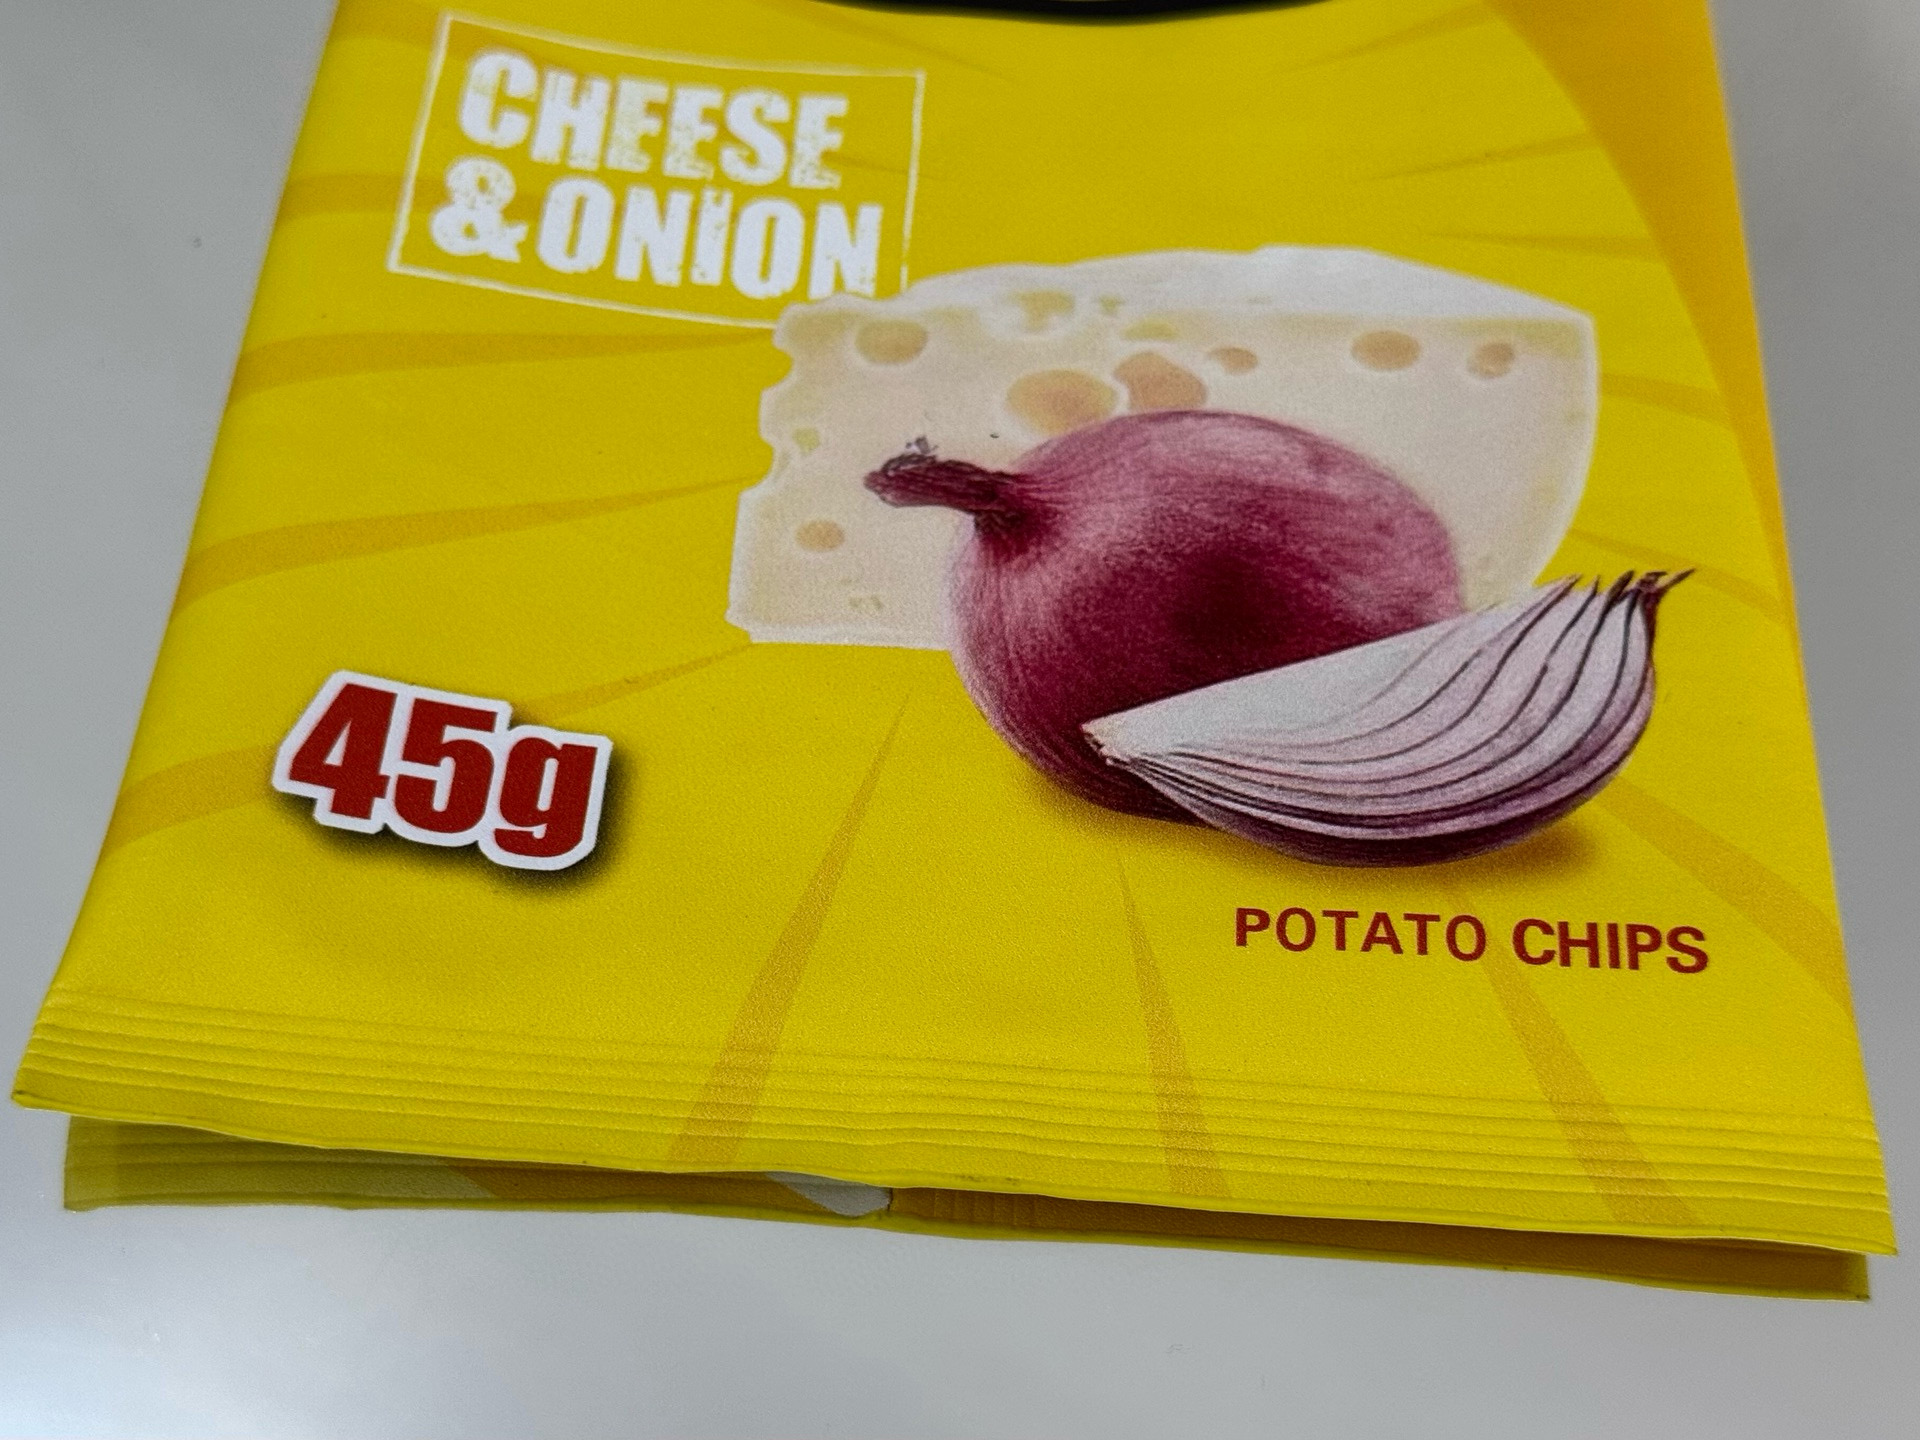 CHEESE
& ONION
45g
POTATO CHIPS